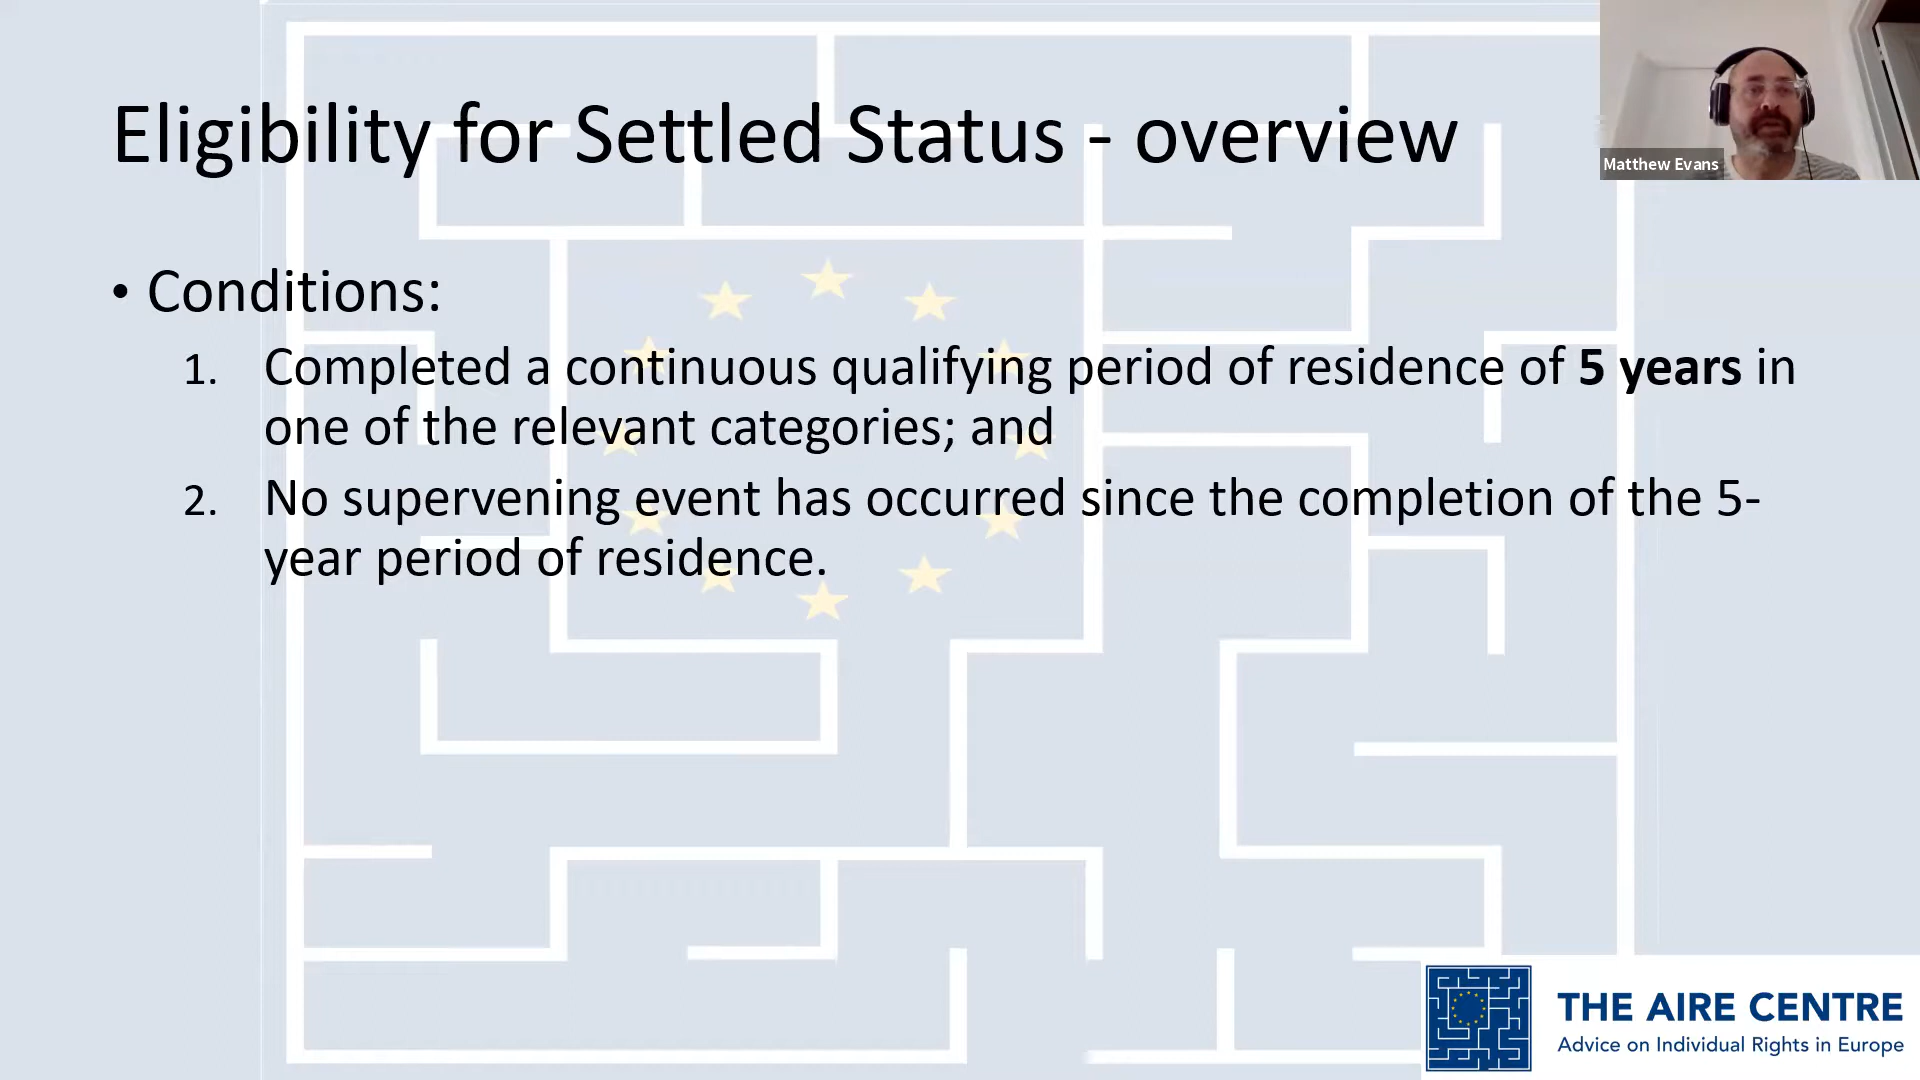 Eligibility for Settled Status - overview
Matthew Evans
• Conditions:
1. Completed a continuous qualifying period of residence of 5 years in
one of the relevant categories; and
2. No supervening event has occurred since the completion of the 5-
year period of residence.
THE AIRE CENTRE
Advice on Individual Rights in Europe